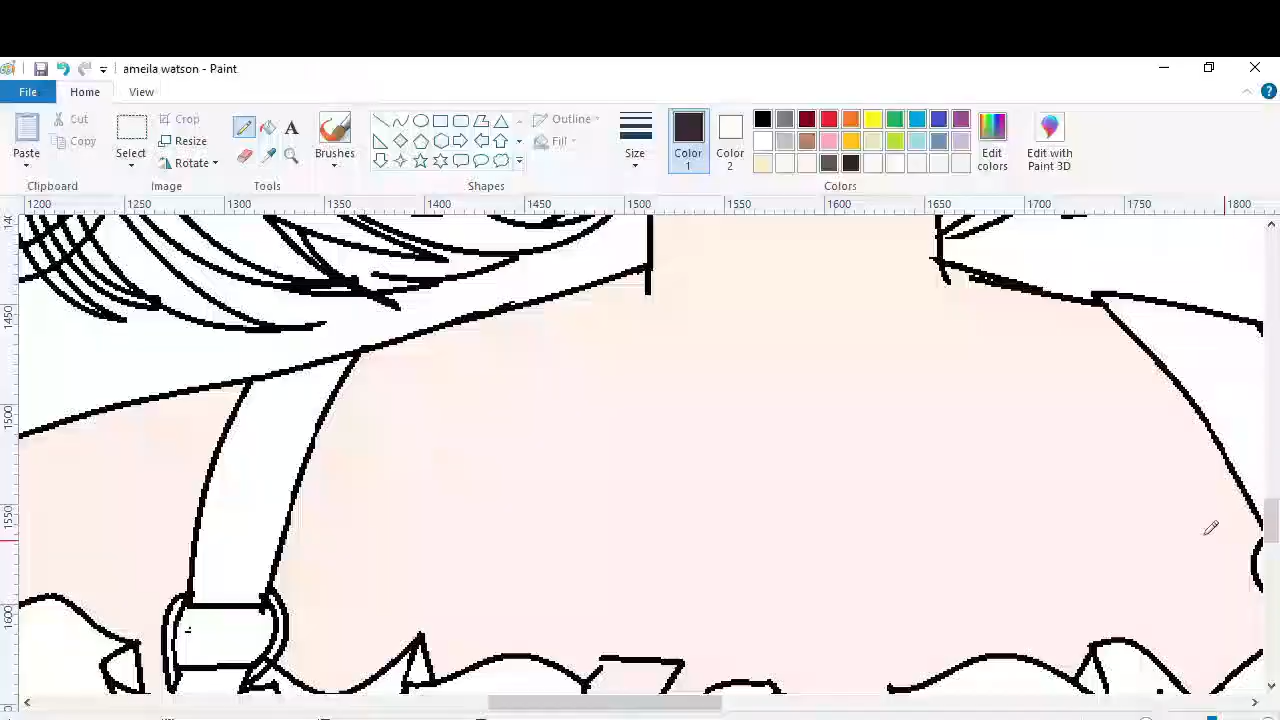 ameila watson - Paint
File Home View
Cut
Copy
Paste
Clipboard
Select
Crop
Resize
Rotate
Image
A
Tools
Brushes
Outline
Fill
Shapes
Size
Color
1
Color
2
Colors
Edit
colors
Edit with
Paint 3D
1200 1250 1300 1350 1400 1450 1500 1550 1600 1650 1700 1750 1800
1450
1500
1550
1600